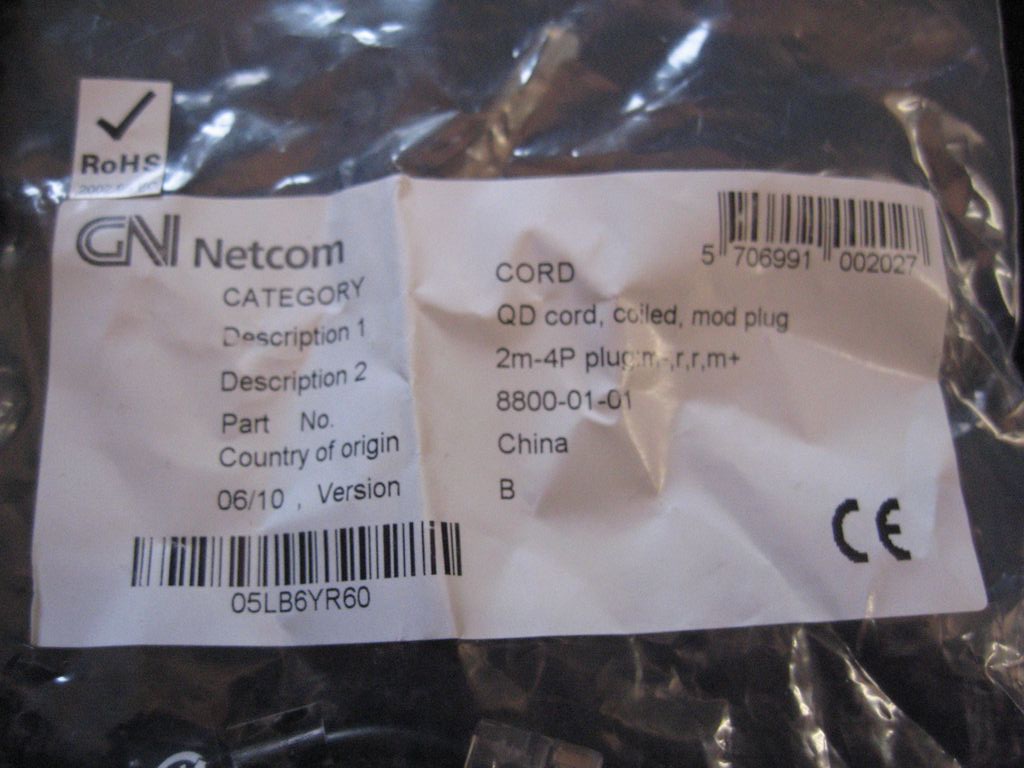 RoHS
GN Netcom
5 706991 002027
CATEGORY CORD
Description 1 QD cord, coiled, mod plug
Description 2 2m-4P plug:m-,r,r,m+
Part No. 8800-01-01
Country of origin China
06/10 , Version B
CE
05LB6YR60